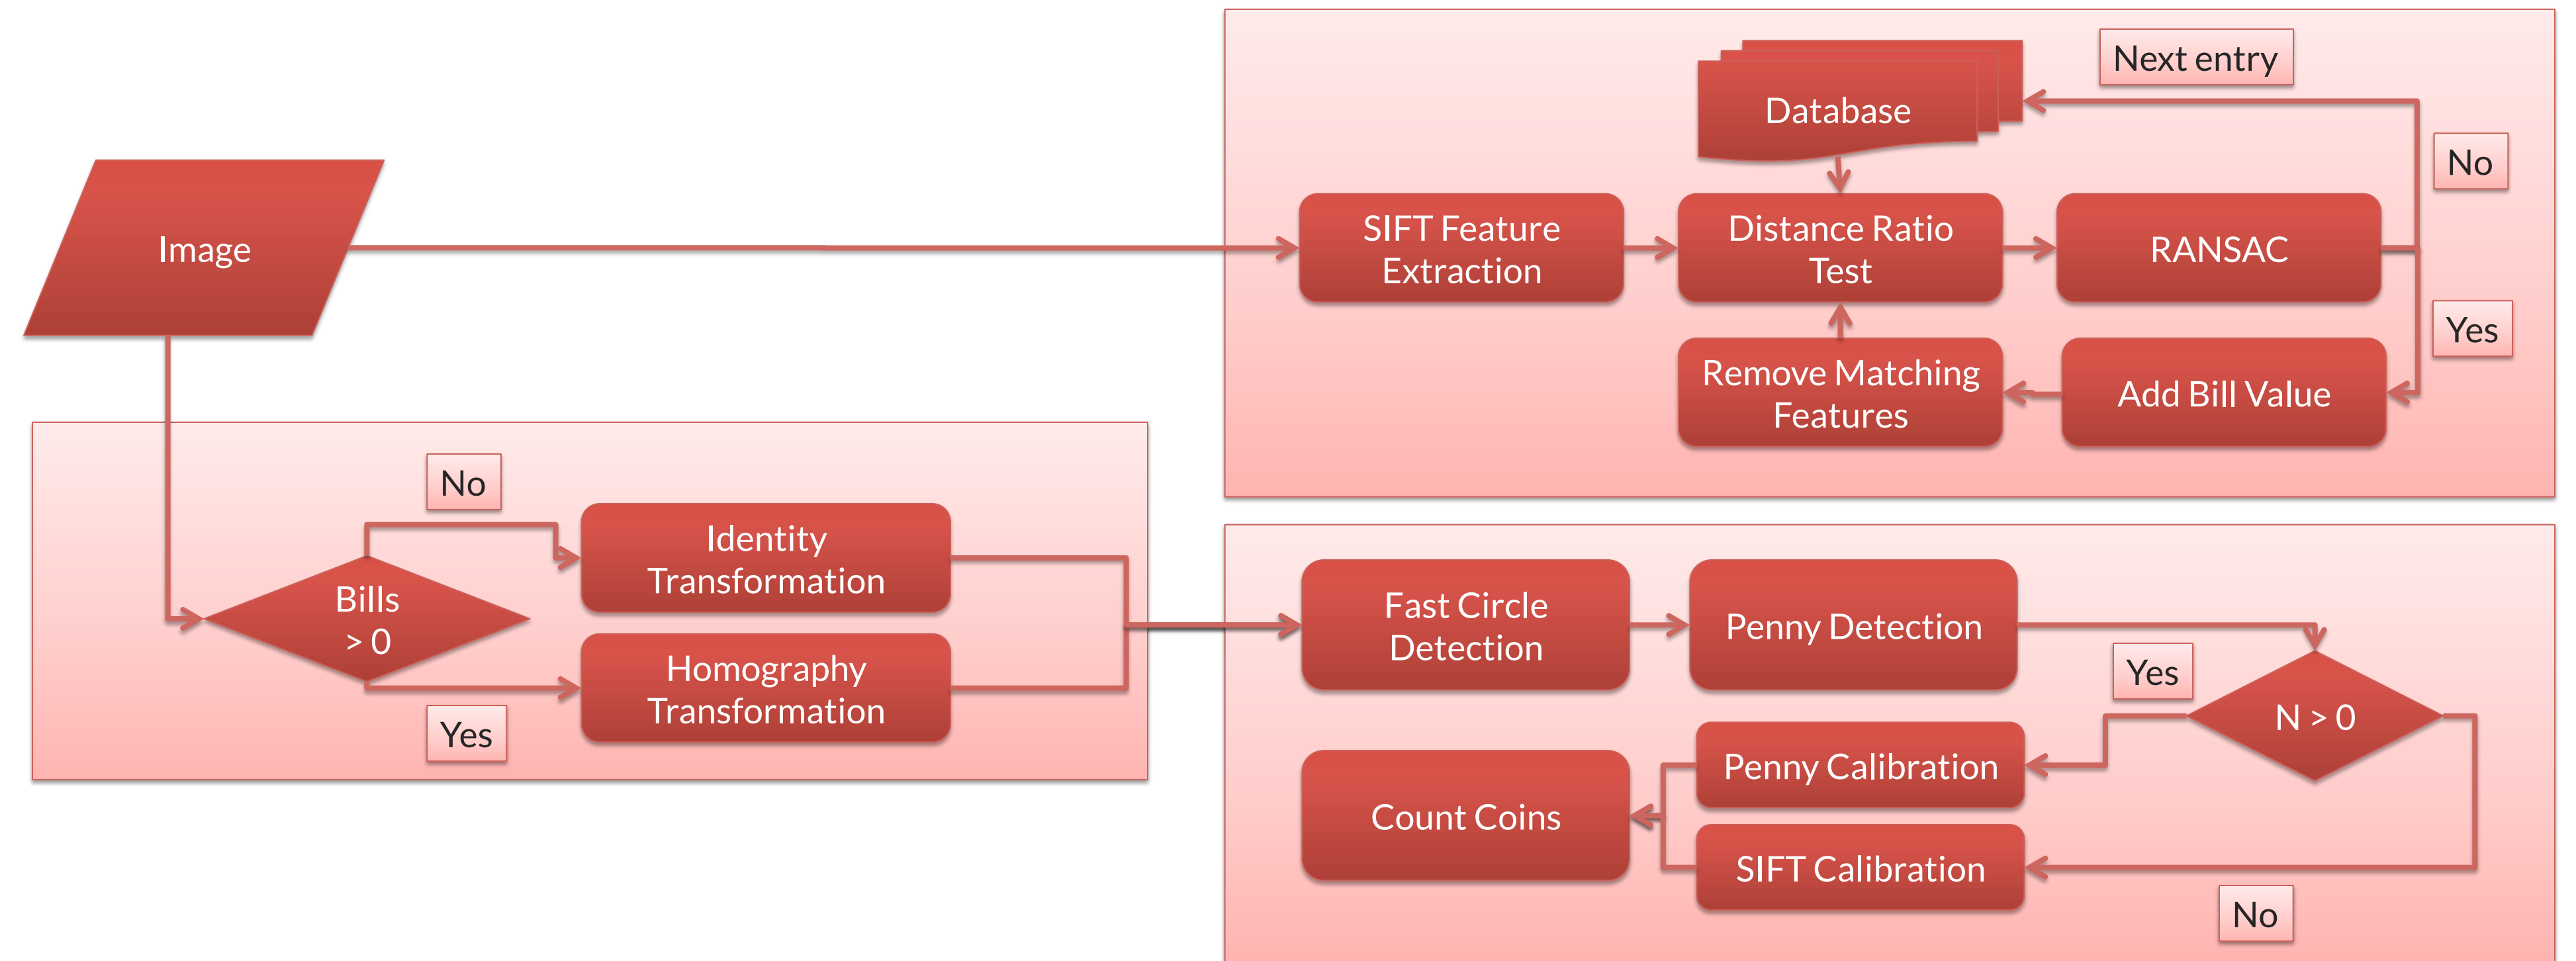 Next entry
Database
No
Image
SIFT Feature
Extraction
Distance Ratio
Test
RANSAC
Yes
Remove Matching
Features
Add Bill Value
No
Identity
Transformation
Bills
> 0
Homography
Transformation
Yes
Fast Circle
Detection
Penny Detection
Yes
N > 0
Penny Calibration
Count Coins
SIFT Calibration
No